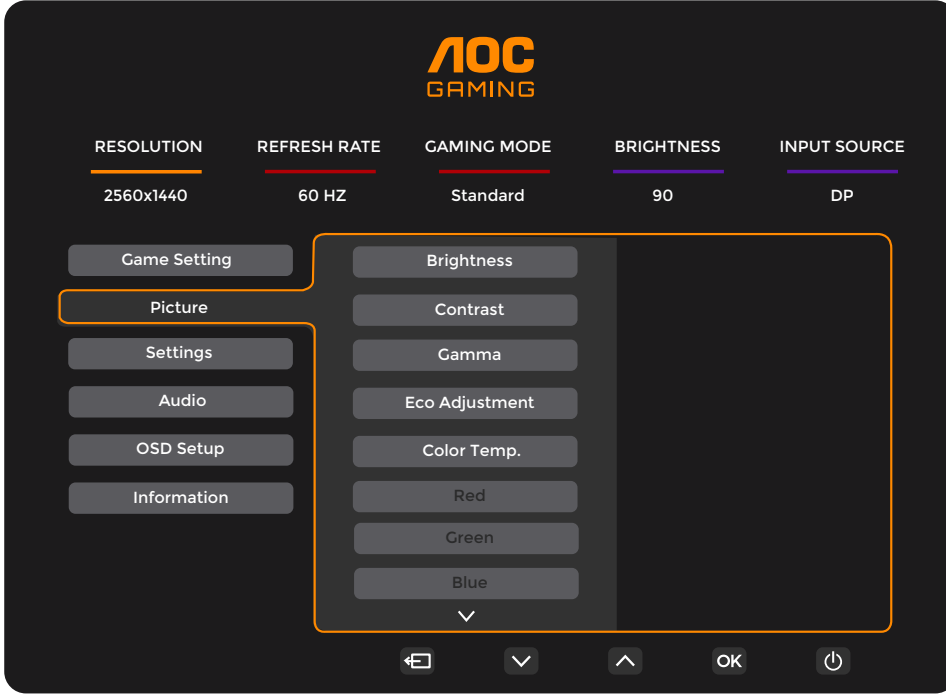 AOC
GAMING
RESOLUTION REFRESH RATE GAMING MODE BRIGHTNESS INPUT SOURCE
2560x1440 60 HZ Standard 90 DP
Game Setting
Picture
Settings
Audio
OSD Setup
Information
Brightness
Contrast
Gamma
Eco Adjustment
Color Temp.
Red
Green
Blue
OK